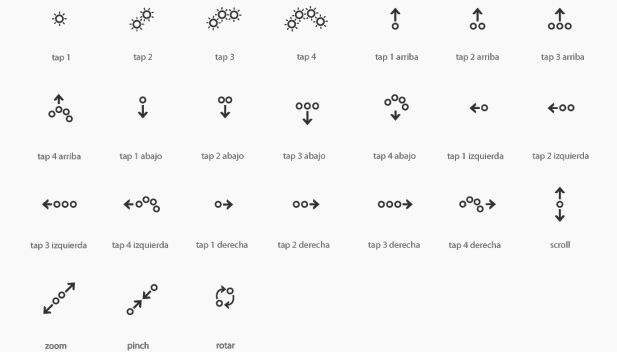 tap 1 tap 2 tap 3 tap 4 tap 1 arriba tap 2 arriba tap 3 arriba
tap 4 arriba tap 1 abajo tap 2 abajo tap 3 abajo tap 4 abajo tap 1 izquierda tap 2 izquierda
tap 3 izquierda tap 4 izquierda tap 1 derecha tap 2 derecha tap 3 derecha tap 4 derecha scroll
zoom pinch rotar